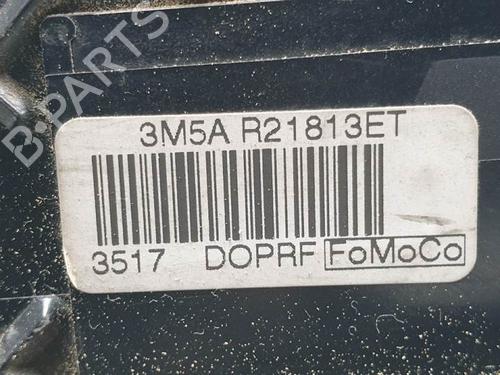 B-PARTS
3M5A R21813ET
3517 DOPRF FoMoCo